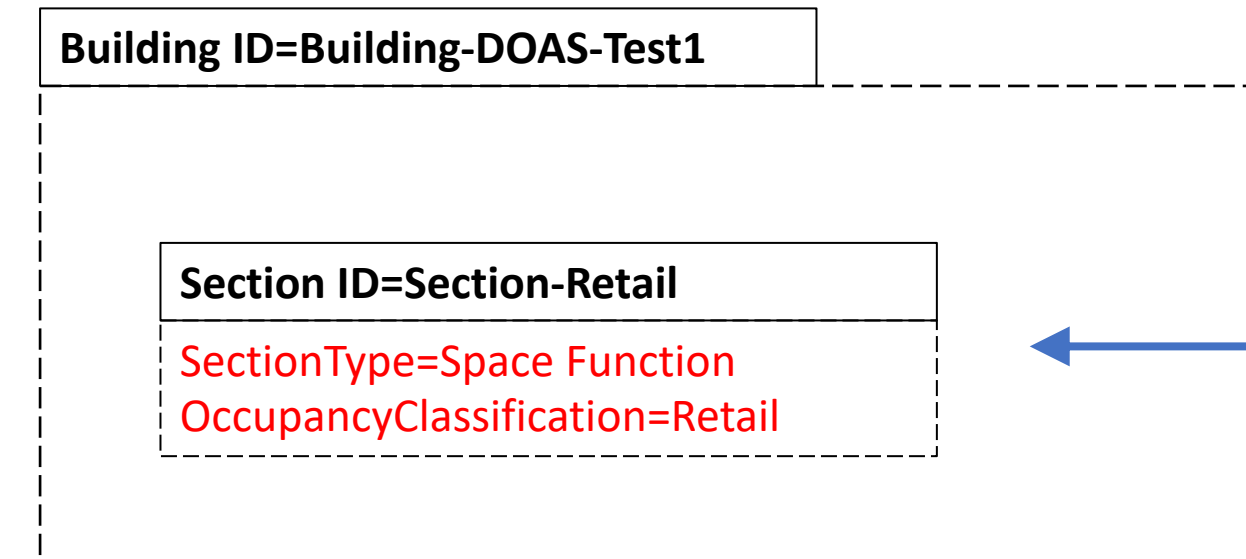 Building ID=Building-DOAS-Test1
Section ID=Section-Retail
SectionType=Space Function
OccupancyClassification=Retail